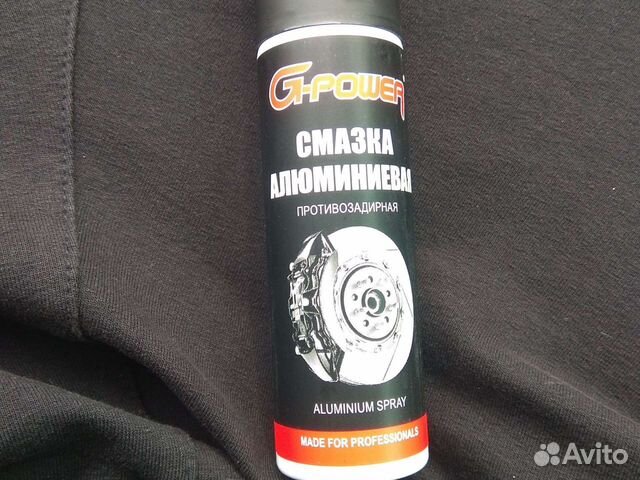 G-POWER
СМАЗКА
АЛЮМИНИЕВАЯ
ПРОТИВОЗАДИРНАЯ
ALUMINIUM SPRAY
MADE FOR PROFESSIONALS
Avito